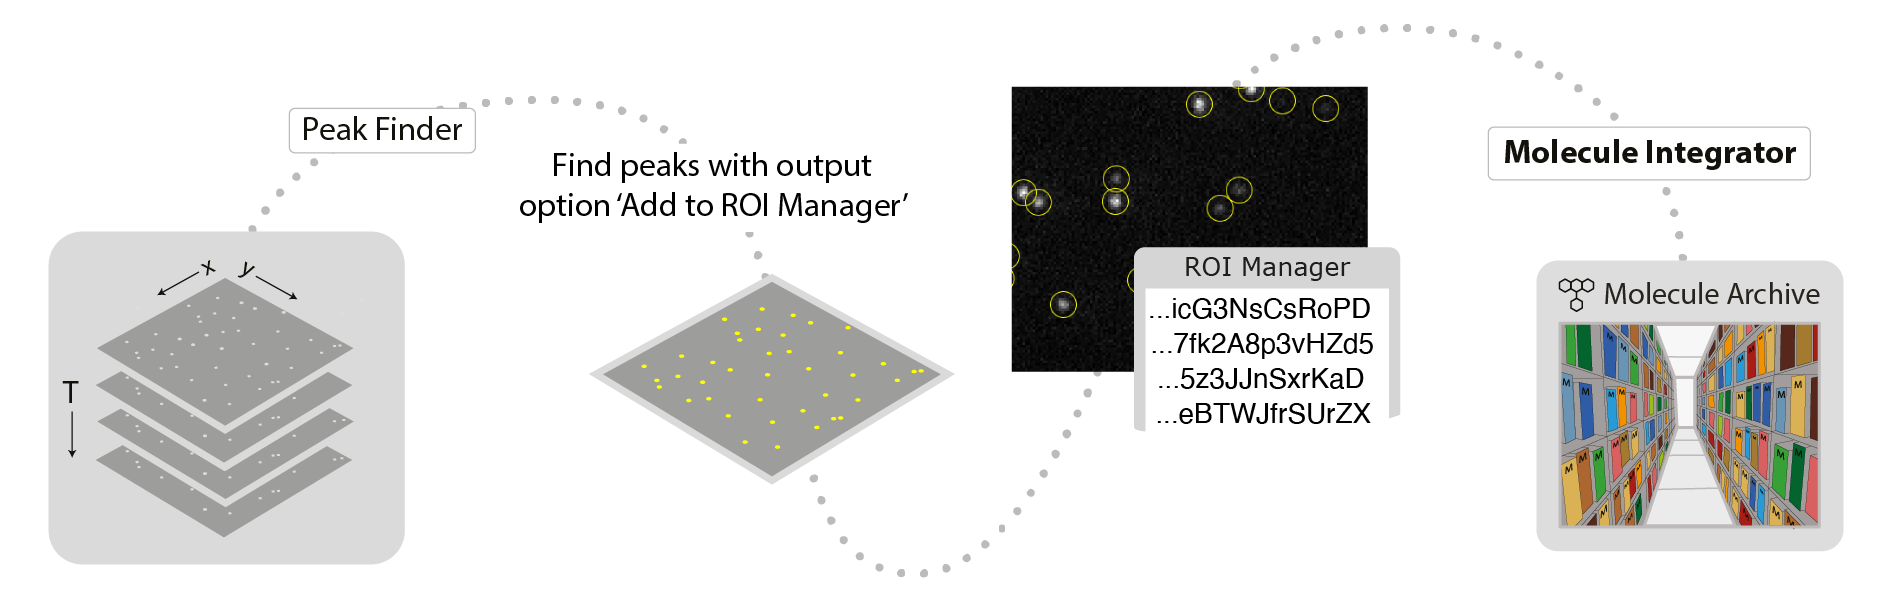 Peak Finder
x y
T
Find peaks with output
option ‘Add to ROI Manager’
ROI Manager
...icG3NsCsRoPD
...7fk2A8p3vHZd5
...5z3JJnSxrKaD
...eBTWJfrSUrZX
Molecule Integrator
Molecule Archive